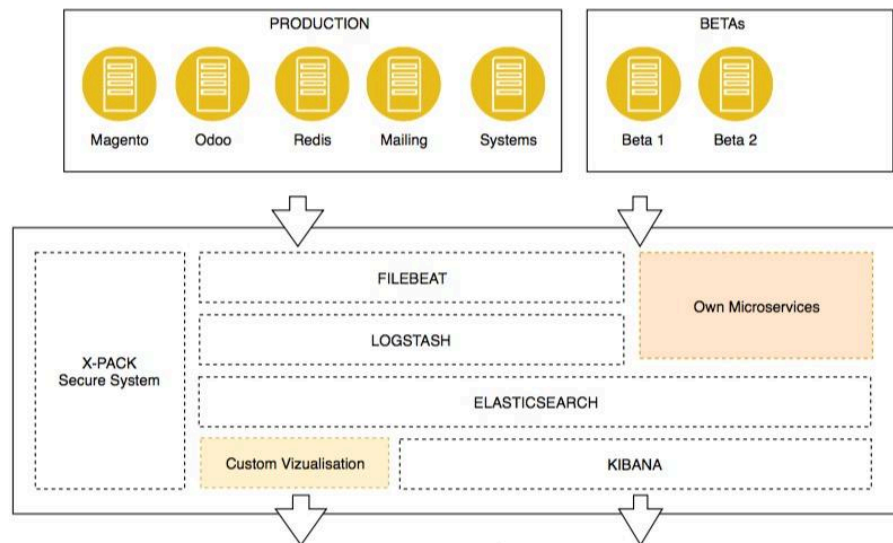 PRODUCTION
Magento
Odoo
Redis
Mailing
Systems
BETAs
Beta 1
Beta 2
X-PACK
Secure System
FILEBEAT
LOGSTASH
Own Microservices
ELASTICSEARCH
Custom Vizualisation
KIBANA